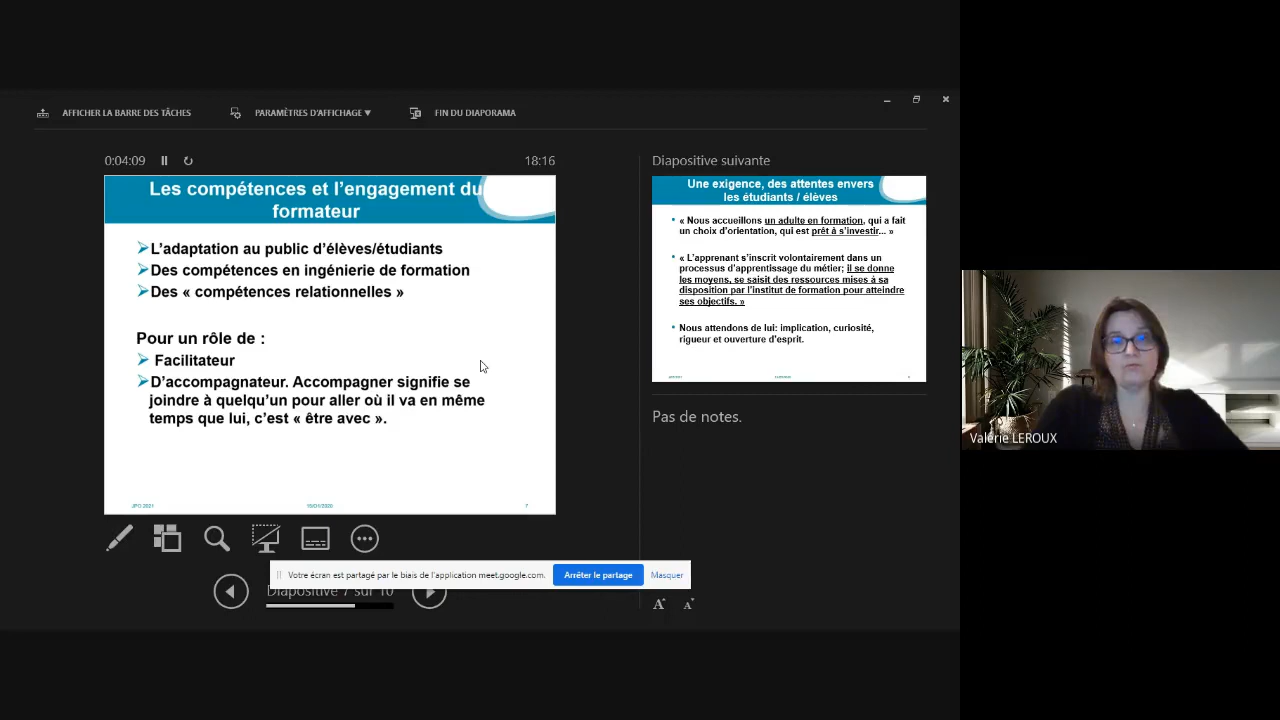 AFFICHER LA BARRE DES TÂCHES
PARAMÈTRES D'AFFICHAGE ▼
FIN DU DIAPORAMA
0:04:09
18:16
Les compétences et l'engagement du
formateur
L'adaptation au public d'élèves/étudiants
Des compétences en ingénierie de formation
Des « compétences relationnelles »
Pour un rôle de :
Facilitateur
D'accompagnateur. Accompagner signifie se
joindre à quelqu'un pour aller où il va en même
temps que lui, c'est « être avec ».
JPO 2021
7
Diapositive suivante
Une exigence, des attentes envers
les étudiants / élèves
• « Nous accueillons un adulte en formation, qui a fait
un choix d'orientation, qui est prêt à s'investir... »
• « L'apprenant s'inscrit volontairement dans un
processus d'apprentissage du métier; il se donne
les moyens, se saisit des ressources mises à sa
disposition par l'institut de formation pour atteindre
ses objectifs. »
• Nous attendons de lui: implication, curiosité,
rigueur et ouverture d'esprit.
Pas de notes.
Valérie LEROUX
Votre écran est partagé par le biais de l'application meet.google.com.
Arrêter le partage
Masquer
Diapositive 7 sur 10
A A